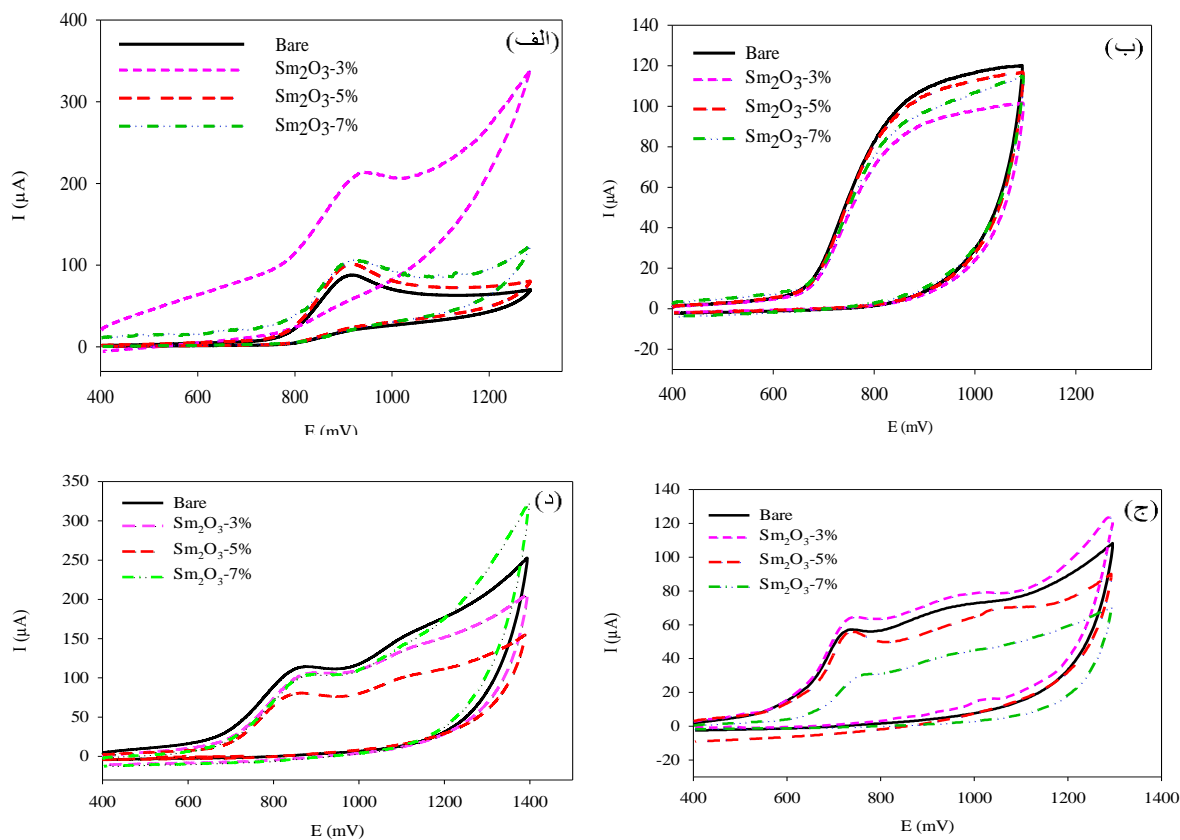 (الف)
400
300
200
100
0
I (µA)
Bare
Sm2O3-3%
Sm2O3-5%
Sm2O3-7%
400 600 800 1000 1200
E (mV)
(ب)
140
120
100
80
60
40
20
0
-20
I (µA)
Bare
Sm2O3-3%
Sm2O3-5%
Sm2O3-7%
400 600 800 1000 1200
E (mV)
(د)
350
300
250
200
150
100
50
0
I (µA)
Bare
Sm₂O₃-3%
Sm₂O₃-5%
Sm₂O₃-7%
400 600 800 1000 1200 1400
E (mV)
(ج)
140
120
100
80
60
40
20
0
-20
I (µA)
Bare
Sm₂O₃-3%
Sm₂O₃-5%
Sm₂O₃-7%
400 600 800 1000 1200 1400
E (mV)